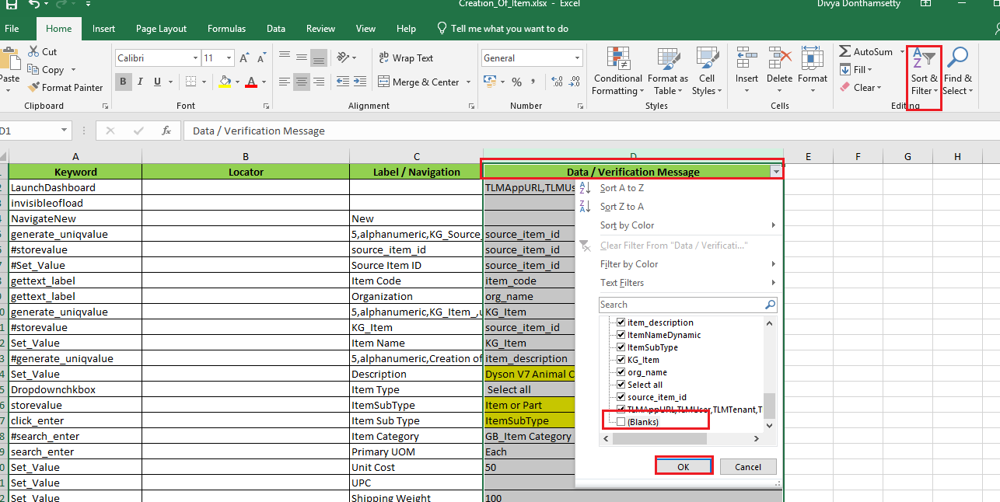 Creation_Of_Item.xlsx - Excel
Divya Donthamsetty
File Home Insert Page Layout Formulas Data Review View Help Tell me what you want to do
Paste
Cut
Copy
Format Painter
Clipboard
Calibri 11
B I U
Font
Wrap Text
Merge & Center
Alignment
General
%
Number
Conditional Formatting
Format as Table
Cell Styles
Styles
Insert
Delete
Format
Cells
AutoSum
Fill
Clear
Sort & Filter
Find & Select
Editing
D1
fx
Data / Verification Message
A B C D E F G H
Keyword Locator Label / Navigation Data / Verification Message
LaunchDashboard TLMAppURL,TLMUs
invisibleofload
NavigateNew New
generate_uniqvalue 5,alphanumeric,KG_Source_ source_item_id
#storevalue source_item_id source_item_id
#Set_Value Source Item ID source_item_id
gettext_label Item Code item_code
gettext_label Organization org_name
generate_uniqvalue 5,alphanumeric,KG_Item_,u KG_Item
#storevalue KG_Item source_item_id
Set_Value Item Name KG_Item
#generate_uniqvalue 5,alphanumeric,Creation of item_description
Set_Value Description Dyson V7 Animal C
Dropdownchkbox Item Type Select all
storevalue ItemSubType Item or Part
click_enter Item Sub Type ItemSubType
#search_enter Item Category GB_Item Category
search_enter Primary UOM Each
Set_Value Unit Cost 50
Set_Value UPC
Set_Value Shipping Weight 100
Sort A to Z
Sort Z to A
Sort by Color
Clear Filter From "Data / Verificati..."
Filter by Color
Text Filters
Search
item_description
ItemNameDynamic
ItemSubType
KG_Item
org_name
Select all
source_item_id
TLMAppURL,TLMUser,TLMTenant,T
(Blanks)
OK
Cancel